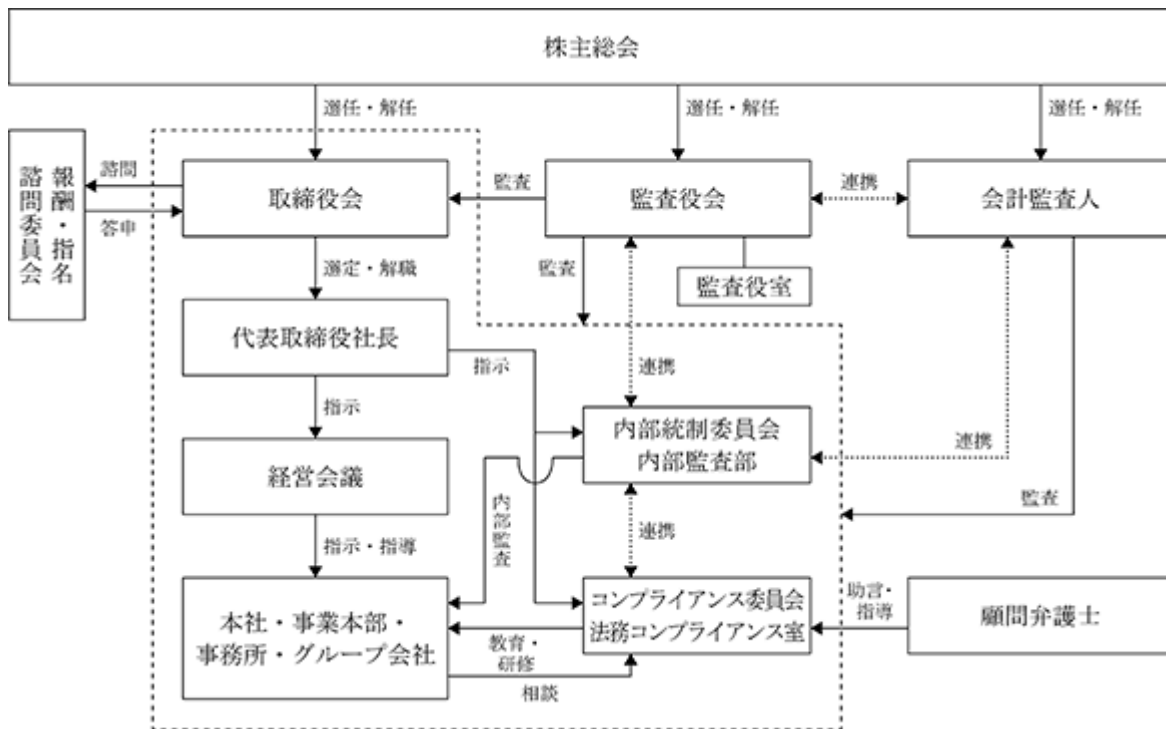 株主総会
選任・解任
選任・解任
選任・解任
報酬・指名
諮問委員会
諮問
答申
取締役会
監査
監査役会
連携
会計監査人
選定・解職
監査
監査役室
代表取締役社長
指示
連携
指示
内部統制委員会
内部監査部
連携
経営会議
内部監査
連携
監査
指示・指導
本社・事業本部・
事務所・グループ会社
コンプライアンス委員会
法務コンプライアンス室
助言・
指導
顧問弁護士
教育・
研修
相談